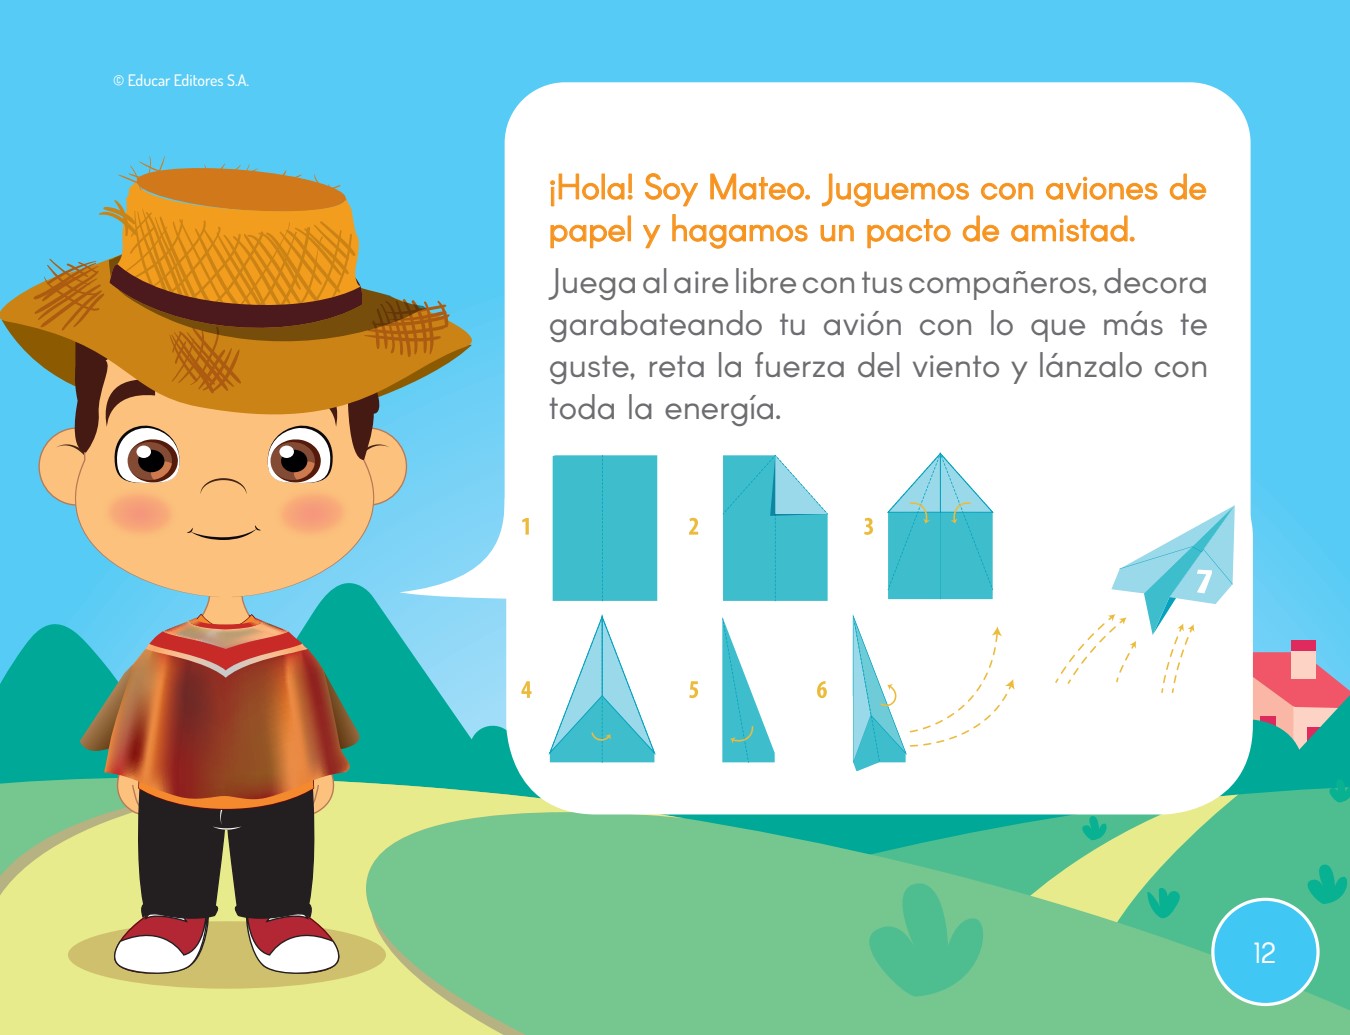 © Educar Editores S.A.
¡Hola! Soy Mateo. Juguemos con aviones de
papel y hagamos un pacto de amistad.
Juega al aire libre con tus compañeros, decora
garabateando tu avión con lo que más te
guste, reta la fuerza del viento y lánzalo con
toda la energía.
1
2
3
7
4
5
6
12